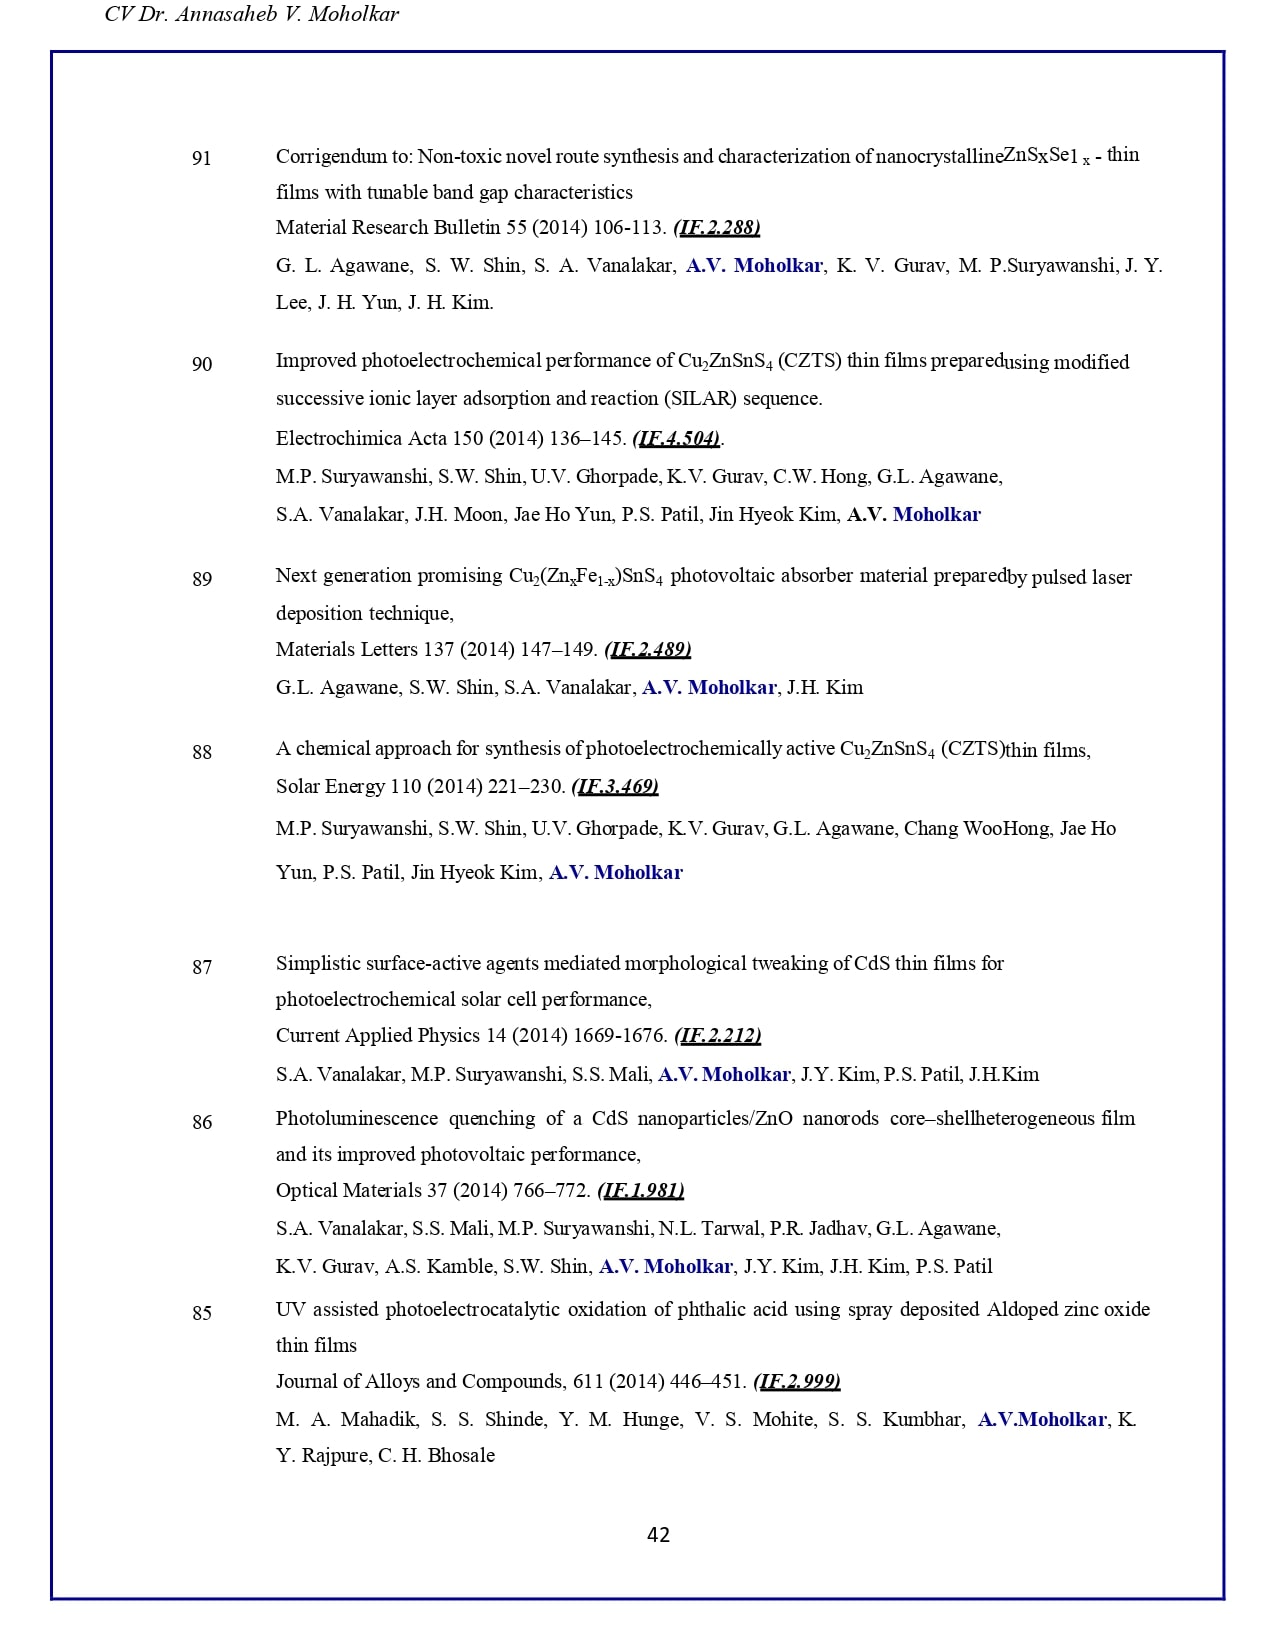 CV Dr. Annasaheb V. Moholkar
91 Corrigendum to: Non-toxic novel route synthesis and characterization of nanocrystallineZnSxSe1 x - thin
films with tunable band gap characteristics
Material Research Bulletin 55 (2014) 106-113. (IF.2.288)
G. L. Agawane, S. W. Shin, S. A. Vanalakar, A.V. Moholkar, K. V. Gurav, M. P.Suryawanshi, J. Y.
Lee, J. H. Yun, J. H. Kim.
90 Improved photoelectrochemical performance of Cu₂ZnSnS₄ (CZTS) thin films preparedusing modified
successive ionic layer adsorption and reaction (SILAR) sequence.
Electrochimica Acta 150 (2014) 136–145. (IF.4.504).
M.P. Suryawanshi, S.W. Shin, U.V. Ghorpade, K.V. Gurav, C.W. Hong, G.L. Agawane,
S.A. Vanalakar, J.H. Moon, Jae Ho Yun, P.S. Patil, Jin Hyeok Kim, A.V. Moholkar
89 Next generation promising Cu₂(ZnₓFe₁₋ₓ)SnS₄ photovoltaic absorber material preparedby pulsed laser
deposition technique,
Materials Letters 137 (2014) 147–149. (IF.2.489)
G.L. Agawane, S.W. Shin, S.A. Vanalakar, A.V. Moholkar, J.H. Kim
88 A chemical approach for synthesis of photoelectrochemically active Cu₂ZnSnS₄ (CZTS)thin films,
Solar Energy 110 (2014) 221–230. (IF.3.469)
M.P. Suryawanshi, S.W. Shin, U.V. Ghorpade, K.V. Gurav, G.L. Agawane, Chang WooHong, Jae Ho
Yun, P.S. Patil, Jin Hyeok Kim, A.V. Moholkar
87 Simplistic surface-active agents mediated morphological tweaking of CdS thin films for
photoelectrochemical solar cell performance,
Current Applied Physics 14 (2014) 1669-1676. (IF.2.212)
S.A. Vanalakar, M.P. Suryawanshi, S.S. Mali, A.V. Moholkar, J.Y. Kim, P.S. Patil, J.H.Kim
86 Photoluminescence quenching of a CdS nanoparticles/ZnO nanorods core–shellheterogeneous film
and its improved photovoltaic performance,
Optical Materials 37 (2014) 766–772. (IF.1.981)
S.A. Vanalakar, S.S. Mali, M.P. Suryawanshi, N.L. Tarwal, P.R. Jadhav, G.L. Agawane,
K.V. Gurav, A.S. Kamble, S.W. Shin, A.V. Moholkar, J.Y. Kim, J.H. Kim, P.S. Patil
85 UV assisted photoelectrocatalytic oxidation of phthalic acid using spray deposited Aldoped zinc oxide
thin films
Journal of Alloys and Compounds, 611 (2014) 446–451. (IF.2.999)
M. A. Mahadik, S. S. Shinde, Y. M. Hunge, V. S. Mohite, S. S. Kumbhar, A.V.Moholkar, K.
Y. Rajpure, C. H. Bhosale
42